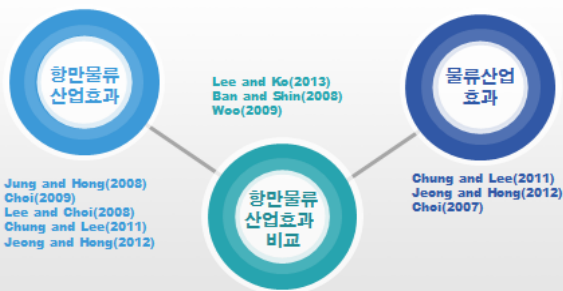 항만물류
산업효과
Jung and Hong(2008)
Choi(2009)
Lee and Choi(2008)
Chung and Lee(2011)
Jeong and Hong(2012)
Lee and Ko(2013)
Ban and Shin(2008)
Woo(2009)
항만물류
산업효과
비교
물류산업
효과
Chung and Lee(2011)
Jeong and Hong(2012)
Choi(2007)